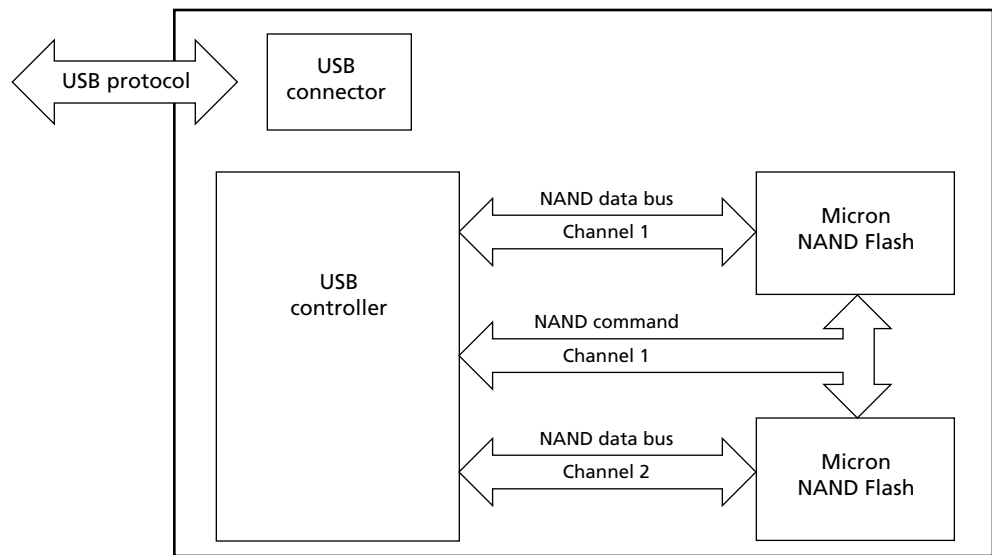 USB protocol
USB
connector
USB
controller
NAND data bus
Channel 1
Micron
NAND Flash
NAND command
Channel 1
NAND data bus
Channel 2
Micron
NAND Flash